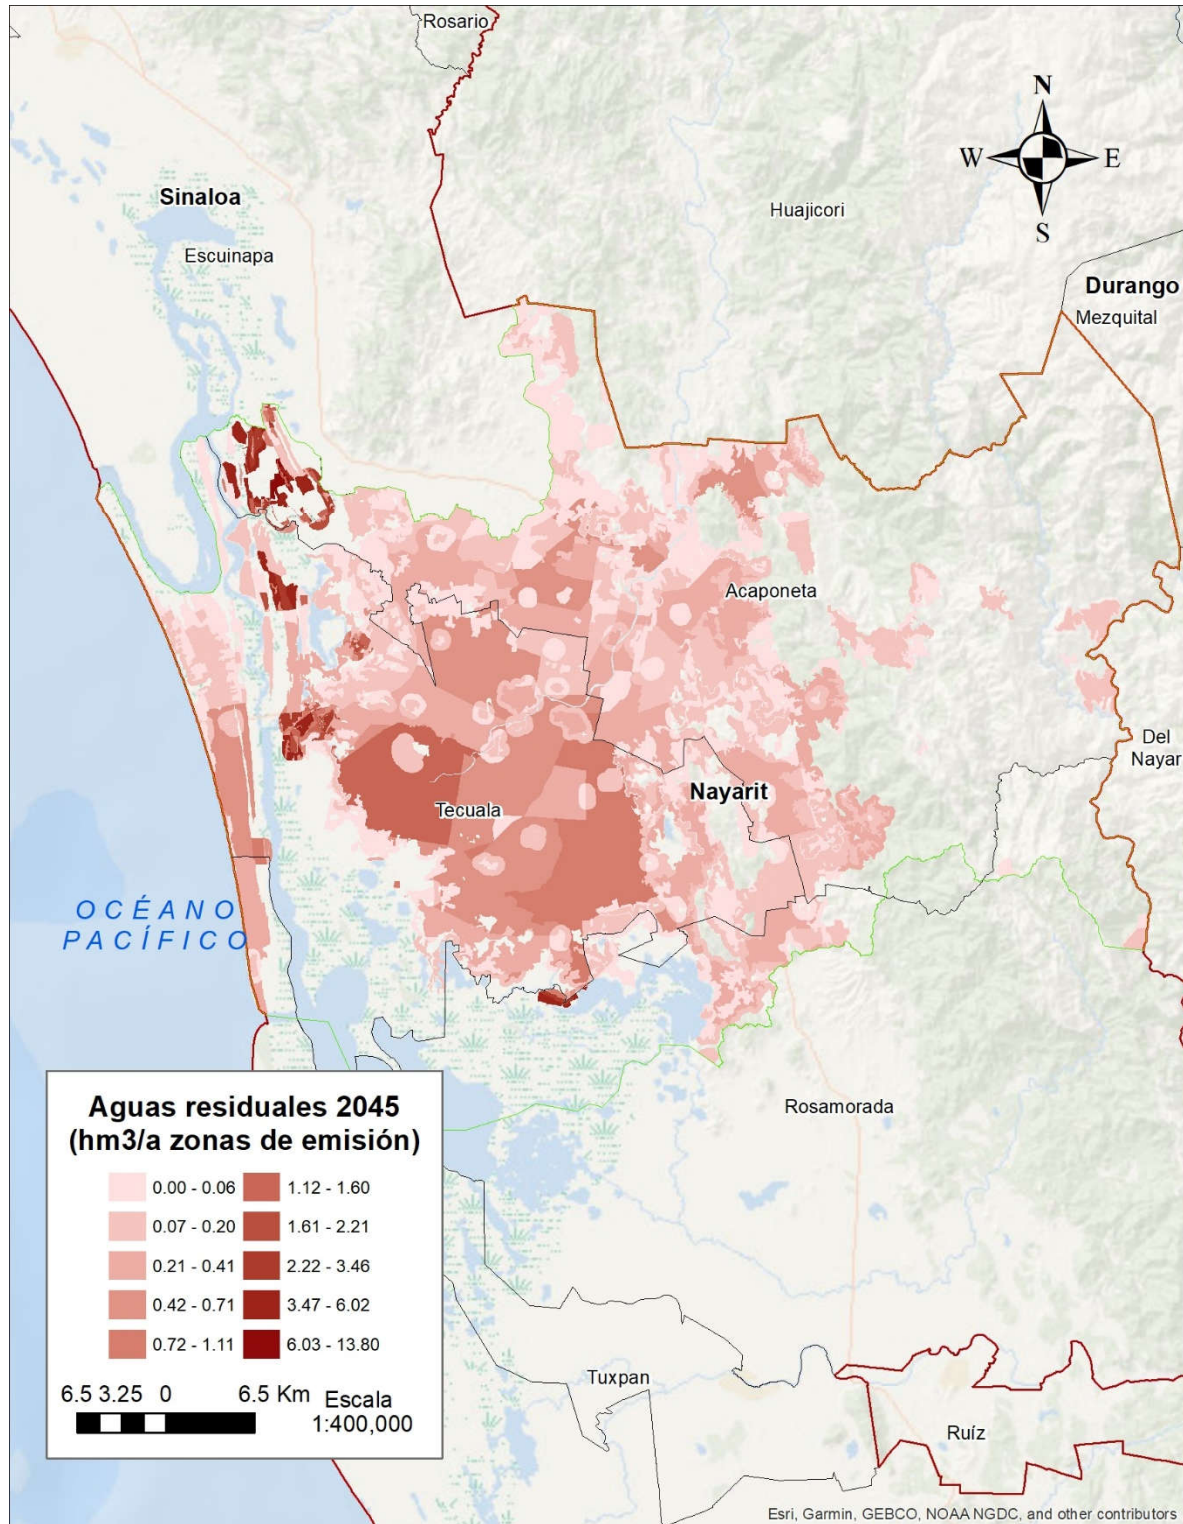 Rosario
N
W
E
S
Sinaloa
Huajicori
Escuinapa
Durango
Mezquital
Acaponeta
Del
Nayar
Nayarit
Tecuala
OCÉANO
PACÍFICO
Rosamorada
Aguas residuales 2045
(hm3/a zonas de emisión)
0.00 - 0.06
1.12 - 1.60
0.07 - 0.20
1.61 - 2.21
0.21 - 0.41
2.22 - 3.46
0.42 - 0.71
3.47 - 6.02
0.72 - 1.11
6.03 - 13.80
6.5 3.25 0 6.5 Km
Escala
1:400,000
Tuxpan
Ruíz
Esri, Garmin, GEBCO, NOAA NGDC, and other contributors